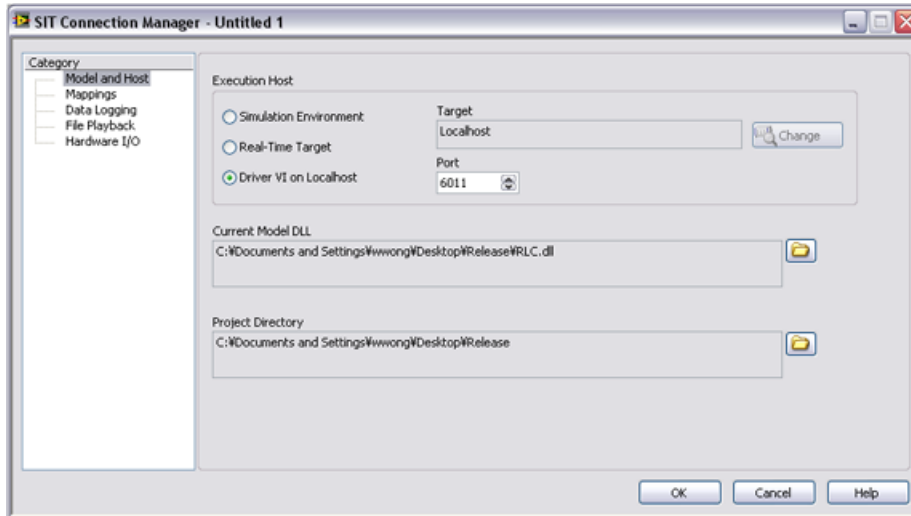 SIT Connection Manager - Untitled 1
Category
Model and Host
Mappings
Data Logging
File Playback
Hardware I/O
Execution Host
Simulation Environment
Real-Time Target
Driver VI on Localhost
Target
Localhost
Change
Port
6011
Current Model DLL
C:¥Documents and Settings¥wwong¥Desktop¥Release¥RLC.dll
Project Directory
C:¥Documents and Settings¥wwong¥Desktop¥Release
OK
Cancel
Help